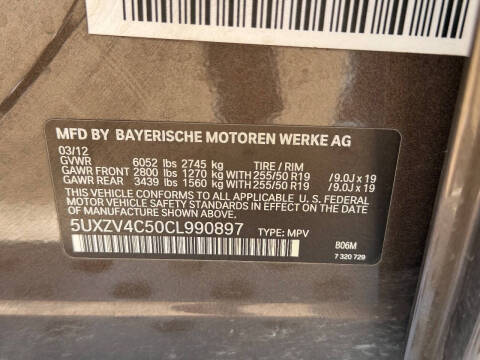 MFD BY BAYERISCHE MOTOREN WERKE AG
03/12
GVWR 6052 lbs 2745 kg TIRE / RIM
GAWR FRONT 2800 lbs 1270 kg WITH 255/50 R19 / 9.0J x 19
GAWR REAR 3439 lbs 1560 kg WITH 255/50 R19 / 9.0J x 19
THIS VEHICLE CONFORMS TO ALL APPLICABLE U.S. FEDERAL
MOTOR VEHICLE SAFETY STANDARDS IN EFFECT ON THE
DATE OF MANUFACTURE SHOWN ABOVE.
5UXZV4C50CL990897 TYPE: MPV
B06M
7 320 729